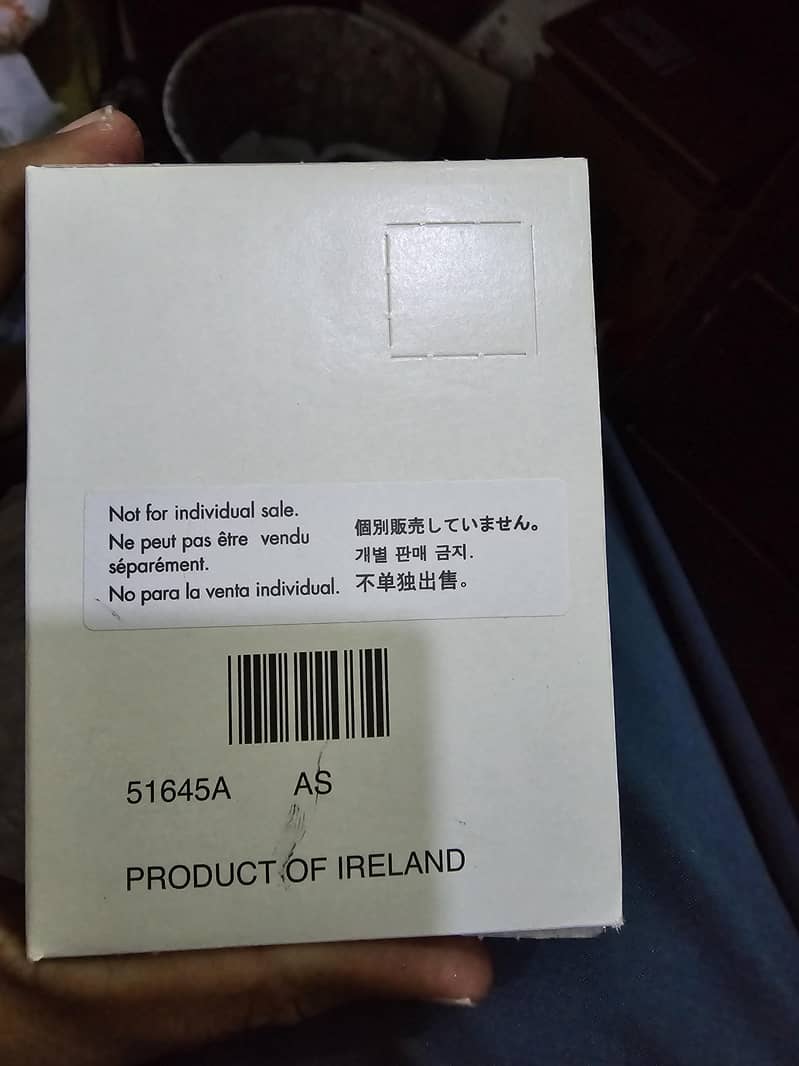 Not for individual sale.
Ne peut pas être vendu
séparément.
No para la venta individual.
個別販売していません。
개별 판매 금지.
不单独出售。
51645A AS
PRODUCT OF IRELAND